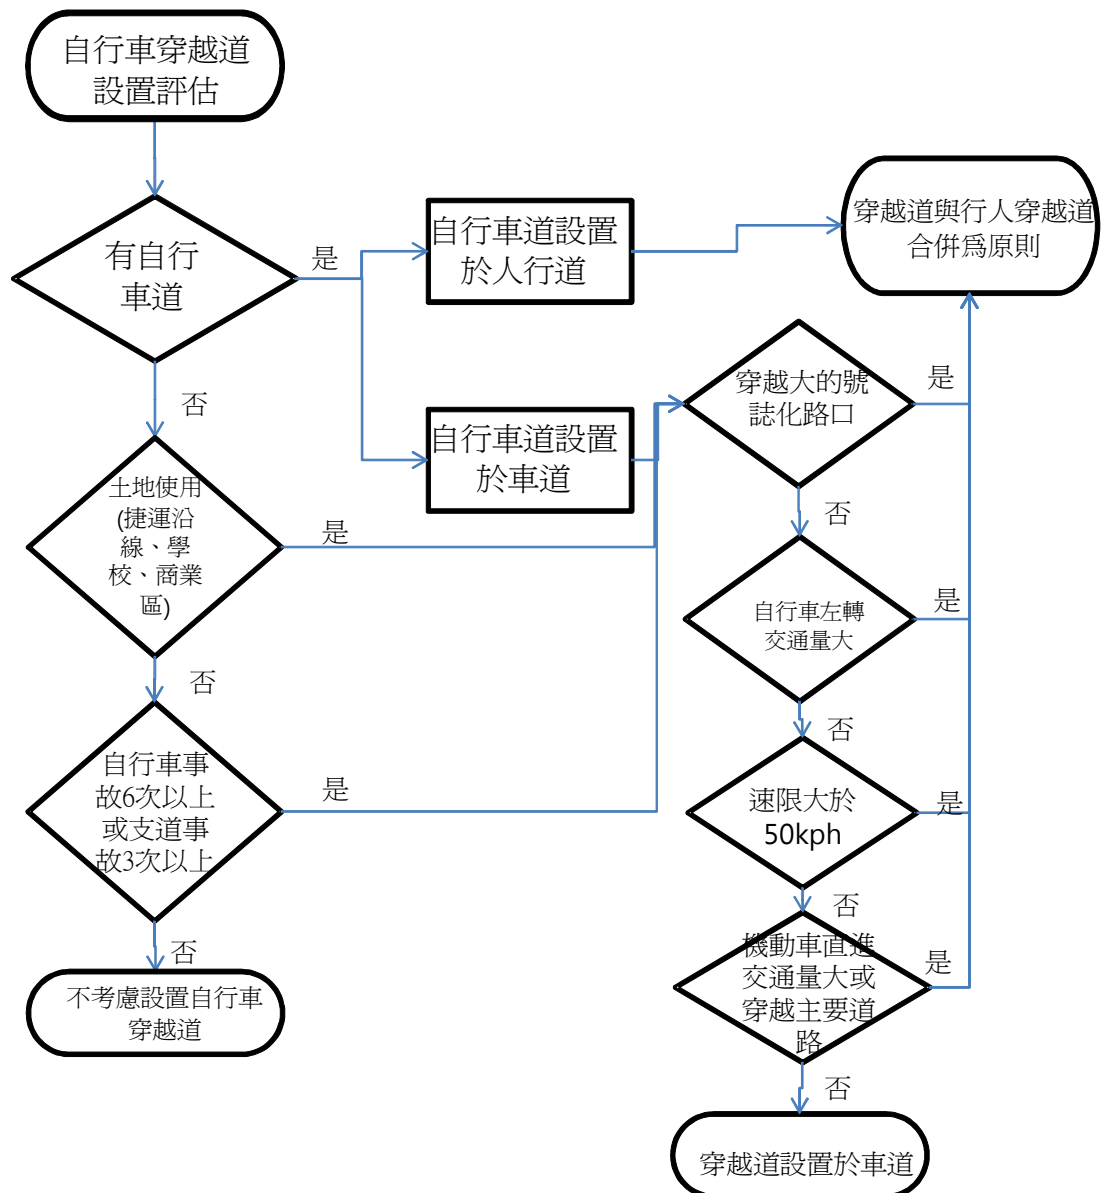 自行車穿越道
設置評估
有自行
車道
是
自行車道設置
於人行道
穿越道與行人穿越道
合併爲原則
否
自行車道設置
於車道
穿越大的號
誌化路口
是
土地使用
(捷運沿
線、學
校、商業
區)
是
否
自行車左轉
交通量大
是
否
自行車事
故6次以上
或支道事
故3次以上
是
否
速限大於
50kph
是
否
不考慮設置自行車
穿越道
機動車直進
交通量大或
穿越主要道
路
是
否
穿越道設置於車道